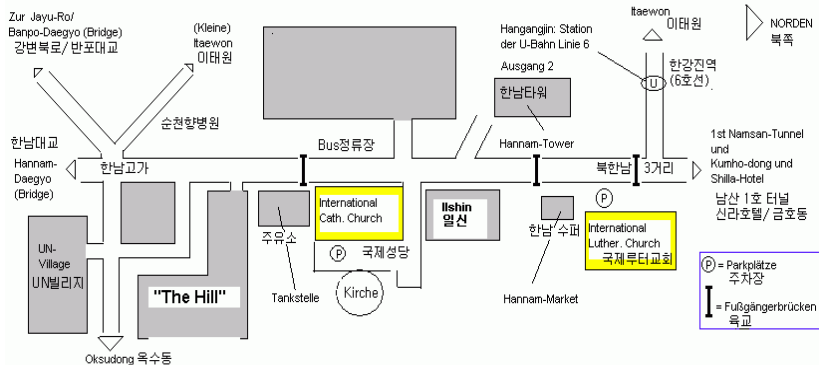 Zur Jayu-Ro/
Banpo-Daegyo (Bridge)
강변북로/ 반포대교
(Kleine)
Itaewon
이태원
순천향병원
한남대교
Hannam-
Daegyo
(Bridge)
한남고가
Bus정류장
Hangangjin: Station
der U-Bahn Linie 6
Ausgang 2
한남타워
Hannam-Tower
Itaewon
이태원
한강진역
(6호선)
U
NORDEN
북쪽
북한남
3거리
1st Namsan-Tunnel
und
Kumho-dong und
Shilla-Hotel
남산 1호 터널
신라호텔/ 금호동
UN-
Village
UN빌리지
"The Hill"
주유소
Tankstelle
International
Cath. Church
P
국제성당
Kirche
Ilshin
일신
한남 수퍼
Hannam-Market
P
International
Luther. Church
국제루터교회
P = Parkplätze
주차장
= Fußgängerbrücken
육교
Oksudong 옥수동